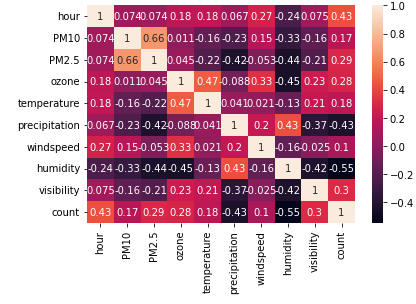 hour 1 0.074 0.074 0.18 0.18 0.067 0.27 -0.24 0.075 0.43
PM10 0.074 1 0.66 0.011 -0.16 -0.23 0.15 -0.33 -0.16 0.17
PM2.5 0.074 0.66 1 0.045 -0.22 -0.42 -0.053 -0.44 -0.21 0.29
ozone 0.18 0.011 0.045 1 0.47 -0.088 0.33 -0.45 0.23 0.28
temperature 0.18 -0.16 -0.22 0.47 1 0.041 0.021 -0.13 0.21 0.18
precipitation 0.067 -0.23 -0.42 0.088 0.041 1 0.2 0.43 -0.37 -0.43
windspeed 0.27 0.15 -0.053 0.33 0.021 0.2 1 -0.16 -0.025 0.1
humidity -0.24 -0.33 -0.44 -0.45 -0.13 0.43 -0.16 1 -0.42 -0.55
visibility 0.075 -0.16 -0.21 0.23 0.21 -0.37 -0.025 -0.42 1 0.3
count 0.43 0.17 0.29 0.28 0.18 -0.43 0.1 -0.55 0.3 1
hour
PM10
PM2.5
ozone
temperature
precipitation
windspeed
humidity
visibility
count
1.0
0.8
0.6
0.4
0.2
0.0
−0.2
−0.4